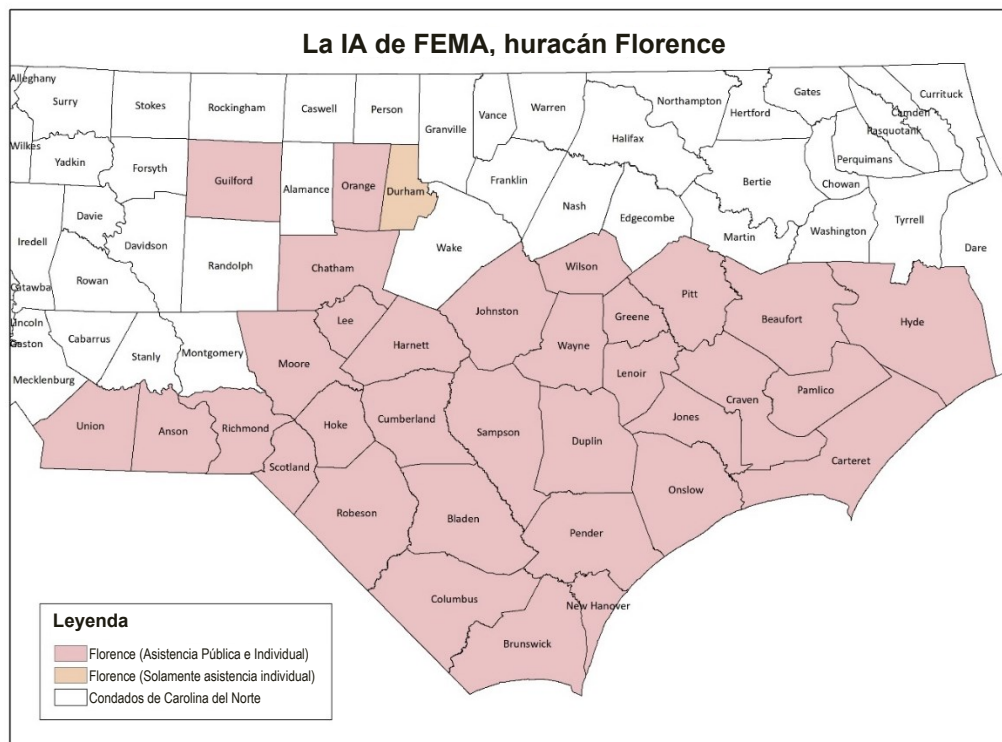 La IA de FEMA, huracán Florence
Alleghany
Surry
Stokes
Rockingham
Caswell
Person
Granville
Vance
Warren
Northampton
Hertford
Gates
Camden
Currituck
Pasquotank
Perquimans
Halifax
Wilkes
Yadkin
Forsyth
Guilford
Alamance
Orange
Durham
Franklin
Nash
Edgecombe
Bertie
Chowan
Martin
Washington
Tyrrell
Dare
Davie
Iredell
Davidson
Randolph
Chatham
Wake
Wilson
Pitt
Beaufort
Hyde
Catawba
Rowan
Johnston
Greene
Lee
Harnett
Wayne
Lenoir
Craven
Pamlico
Lincoln
Gaston
Cabarrus
Stanly
Montgomery
Moore
Mecklenburg
Union
Anson
Richmond
Hoke
Cumberland
Sampson
Duplin
Jones
Carteret
Scotland
Robeson
Bladen
Onslow
Pender
Columbus
New Hanover
Brunswick
Leyenda
Florence (Asistencia Pública e Individual)
Florence (Solamente asistencia individual)
Condados de Carolina del Norte